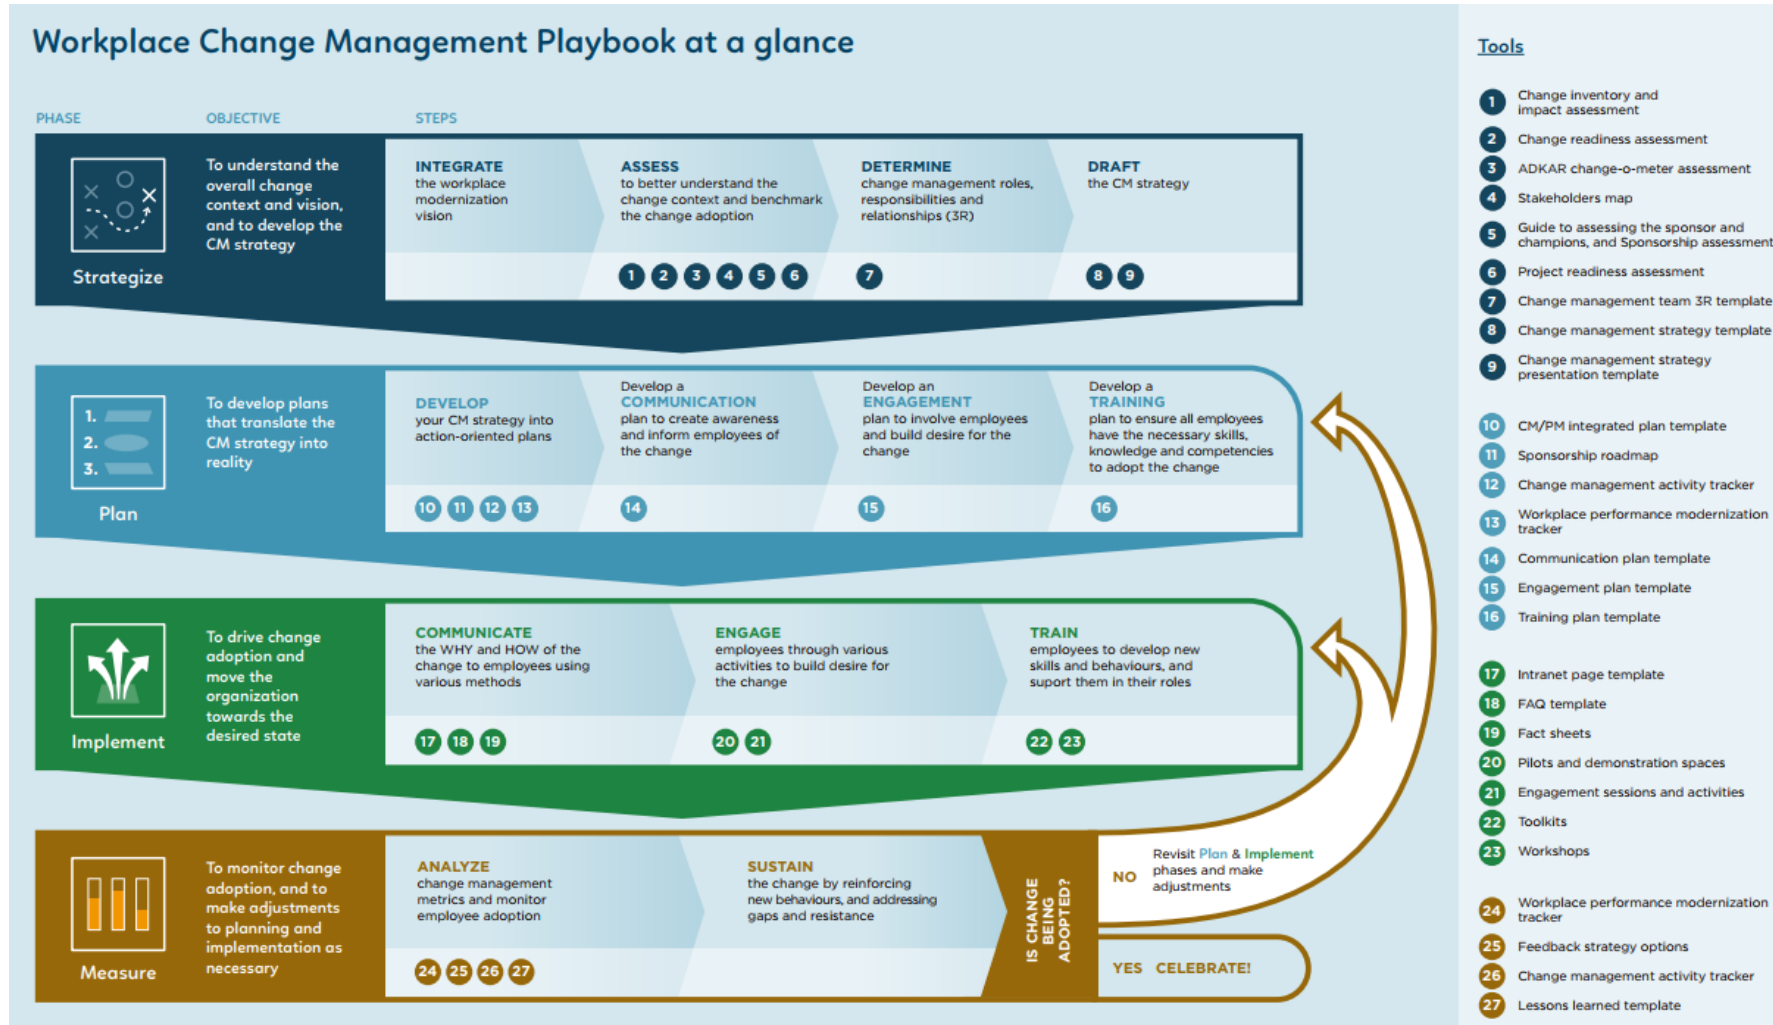 Workplace Change Management Playbook at a glance
PHASE
OBJECTIVE
STEPS
Strategize
To understand the
overall change
context and vision,
and to develop the
CM strategy
INTEGRATE
the workplace
modernization
vision
ASSESS
to better understand the
change context and benchmark
the change adoption
1 2 3 4 5 6
DETERMINE
change management roles,
responsibilities and
relationships (3R)
7
DRAFT
the CM strategy
8 9
1.
2.
3.
Plan
To develop plans
that translate the
CM strategy into
reality
DEVELOP
your CM strategy into
action-oriented plans
10 11 12 13
Develop a
COMMUNICATION
plan to create awareness
and inform employees of
the change
14
Develop an
ENGAGEMENT
plan to involve employees
and build desire for the
change
15
Develop a
TRAINING
plan to ensure all employees
have the necessary skills,
knowledge and competencies
to adopt the change
16
Implement
To drive change
adoption and
move the
organization
towards the
desired state
COMMUNICATE
the WHY and HOW of the
change to employees using
various methods
17 18 19
ENGAGE
employees through various
activities to build desire for
the change
20 21
TRAIN
employees to develop new
skills and behaviours, and
suport them in their roles
22 23
Measure
To monitor change
adoption, and to
make adjustments
to planning and
implementation as
necessary
ANALYZE
change management
metrics and monitor
employee adoption
24 25 26 27
SUSTAIN
the change by reinforcing
new behaviours, and addressing
gaps and resistance
IS CHANGE
BEING
ADOPTED?
NO
Revisit Plan & Implement
phases and make
adjustments
YES CELEBRATE!
Tools
1 Change inventory and
impact assessment
2 Change readiness assessment
3 ADKAR change-o-meter assessment
4 Stakeholders map
5 Guide to assessing the sponsor and
champions, and Sponsorship assessment
6 Project readiness assessment
7 Change management team 3R template
8 Change management strategy template
9 Change management strategy
presentation template
10 CM/PM integrated plan template
11 Sponsorship roadmap
12 Change management activity tracker
13 Workplace performance modernization
tracker
14 Communication plan template
15 Engagement plan template
16 Training plan template
17 Intranet page template
18 FAQ template
19 Fact sheets
20 Pilots and demonstration spaces
21 Engagement sessions and activities
22 Toolkits
23 Workshops
24 Workplace performance modernization
tracker
25 Feedback strategy options
26 Change management activity tracker
27 Lessons learned template